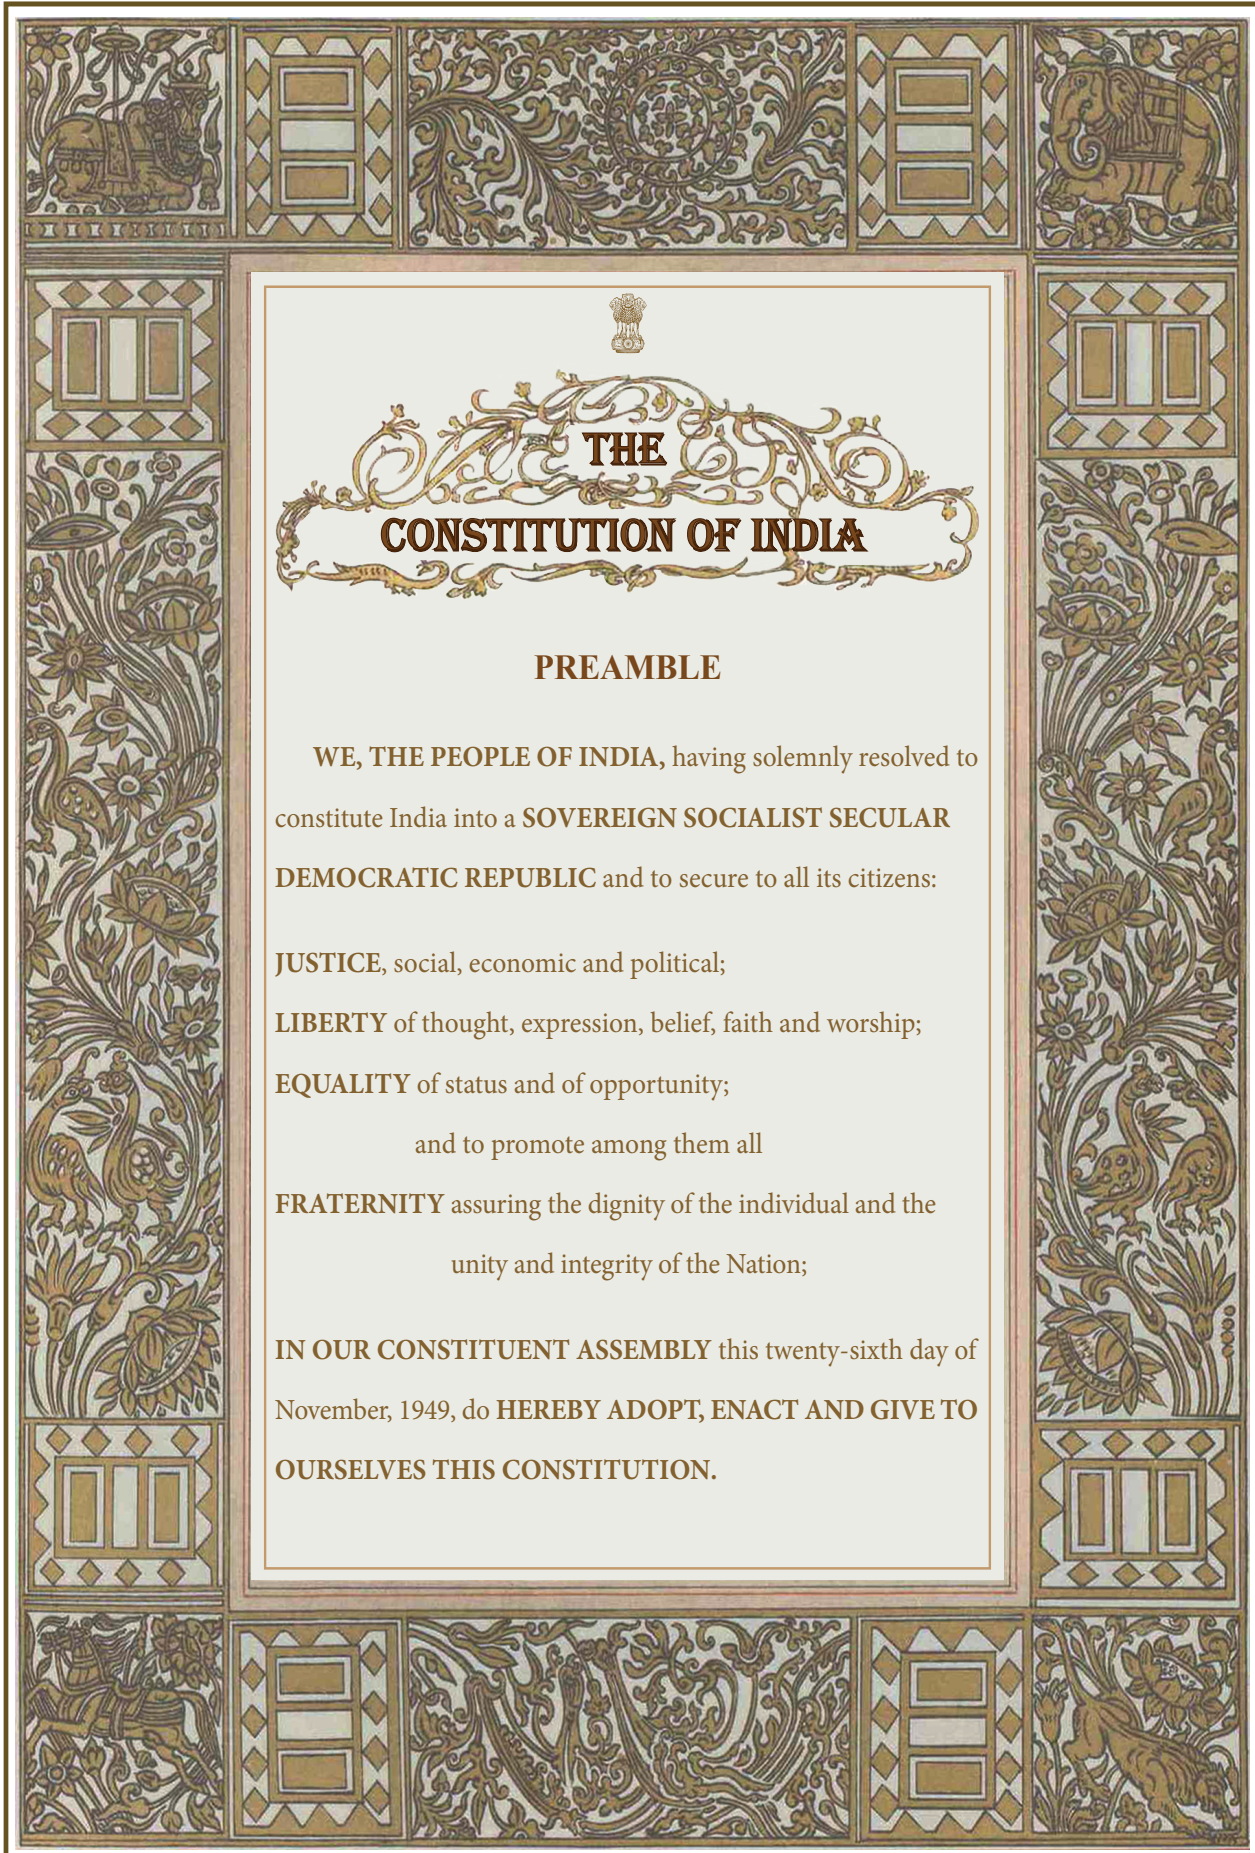 THE
CONSTITUTION OF INDIA
PREAMBLE
WE, THE PEOPLE OF INDIA, having solemnly resolved to
constitute India into a SOVEREIGN SOCIALIST SECULAR
DEMOCRATIC REPUBLIC and to secure to all its citizens:
JUSTICE, social, economic and political;
LIBERTY of thought, expression, belief, faith and worship;
EQUALITY of status and of opportunity;
and to promote among them all
FRATERNITY assuring the dignity of the individual and the
unity and integrity of the Nation;
IN OUR CONSTITUENT ASSEMBLY this twenty-sixth day of
November, 1949, do HEREBY ADOPT, ENACT AND GIVE TO
OURSELVES THIS CONSTITUTION.